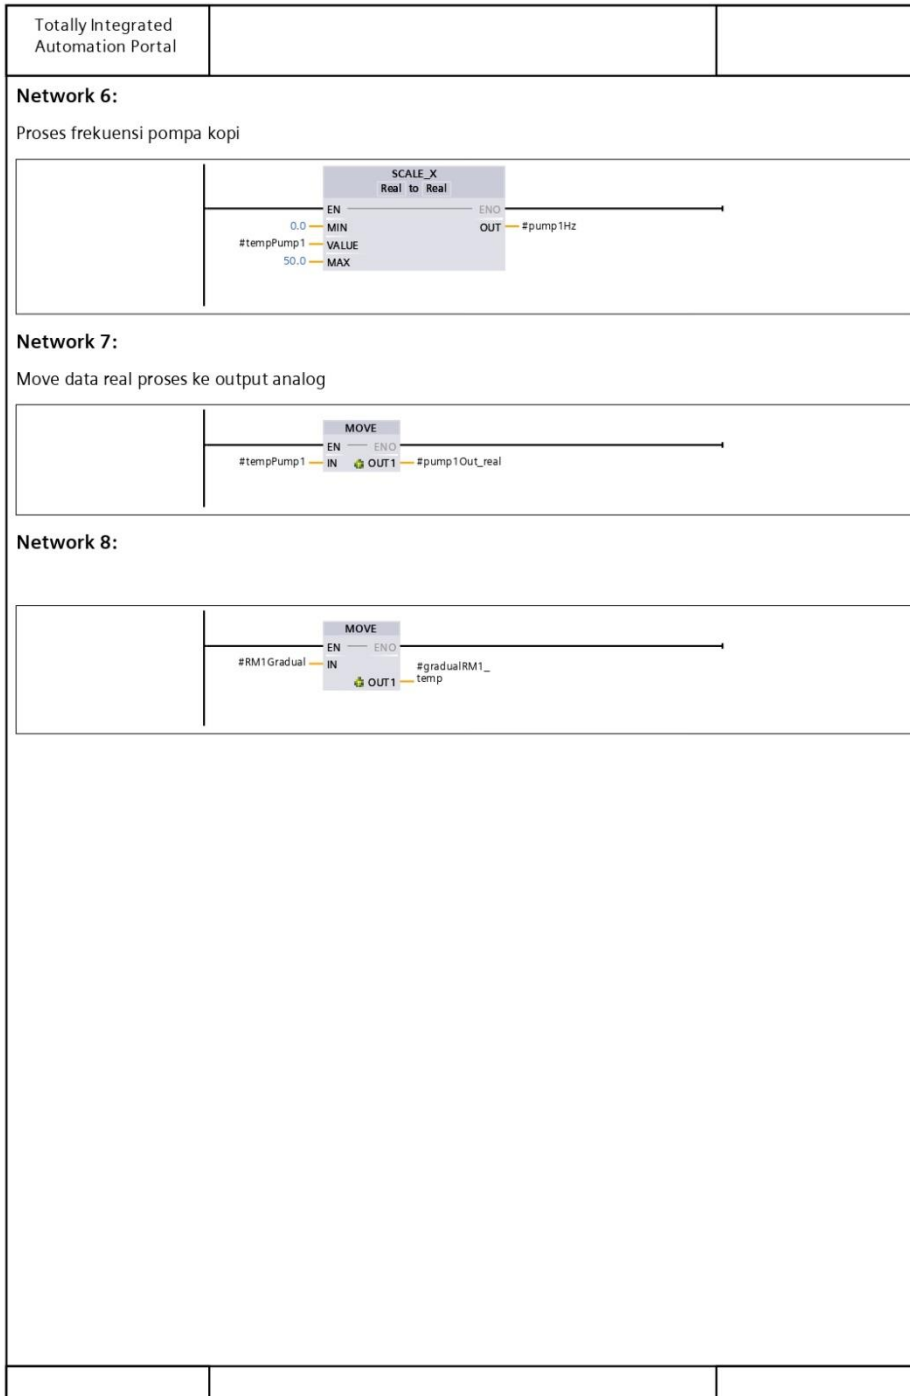 Totally Integrated
Automation Portal
Network 6:
Proses frekuensi pompa kopi
SCALE_X
Real to Real
EN ENO
0.0 MIN OUT #pump1Hz
#tempPump1 VALUE
50.0 MAX
Network 7:
Move data real proses ke output analog
MOVE
EN ENO
#tempPump1 IN OUT1 #pump1Out_real
Network 8:
MOVE
EN ENO
#RM1Gradual IN #gradualRM1_
OUT1 temp